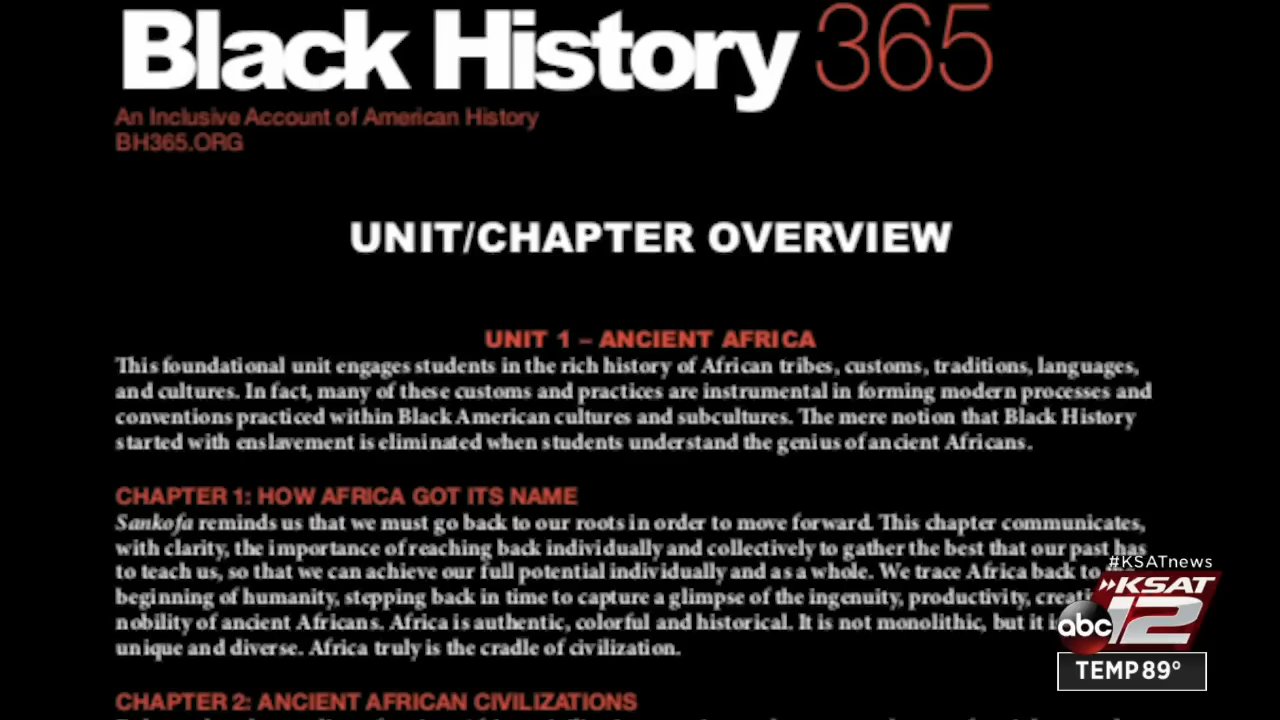 Black History 365
An Inclusive Account of American History
BH365.ORG
UNIT/CHAPTER OVERVIEW
UNIT 1 – ANCIENT AFRICA
This foundational unit engages students in the rich history of African tribes, customs, traditions, languages,
and cultures. In fact, many of these customs and practices are instrumental in forming modern processes and
conventions practiced within Black American cultures and subcultures. The mere notion that Black History
started with enslavement is eliminated when students understand the genius of ancient Africans.
CHAPTER 1: HOW AFRICA GOT ITS NAME
Sankofa reminds us that we must go back to our roots in order to move forward. This chapter communicates,
with clarity, the importance of reaching back individually and collectively to gather the best that our past has
to teach us, so that we can achieve our full potential individually and as a whole. We trace Africa back to
beginning of humanity, stepping back in time to capture a glimpse of the ingenuity, productivity,
nobility of ancient Africans. Africa is authentic, colorful and historical. It is not monolithic, but it
unique and diverse. Africa truly is the cradle of civilization.
CHAPTER 2: ANCIENT AFRICAN CIVILIZATIONS
#KSATnews
KSAT
abc 12
TEMP 89°